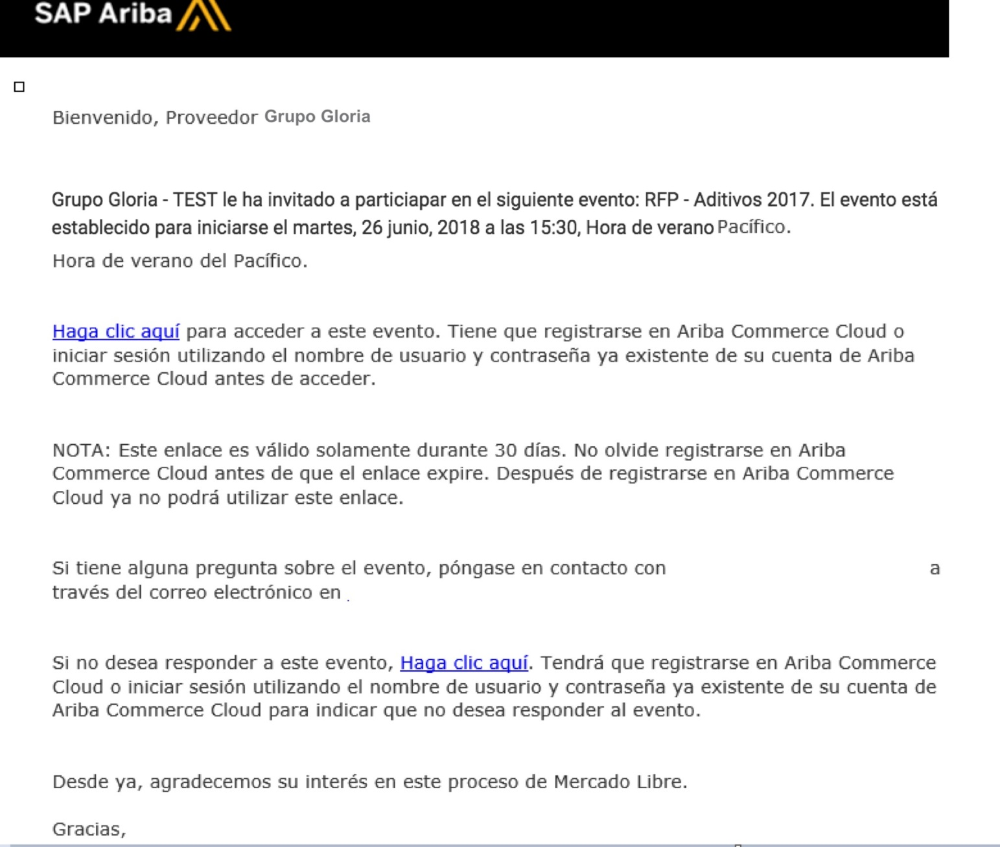 SAP Ariba
Bienvenido, Proveedor Grupo Gloria
Grupo Gloria - TEST le ha invitado a particiapar en el siguiente evento: RFP - Aditivos 2017. El evento está
establecido para iniciarse el martes, 26 junio, 2018 a las 15:30, Hora de verano Pacífico.
Hora de verano del Pacífico.
Haga clic aquí para acceder a este evento. Tiene que registrarse en Ariba Commerce Cloud o
iniciar sesión utilizando el nombre de usuario y contraseña ya existente de su cuenta de Ariba
Commerce Cloud antes de acceder.
NOTA: Este enlace es válido solamente durante 30 días. No olvide registrarse en Ariba
Commerce Cloud antes de que el enlace expire. Después de registrarse en Ariba Commerce
Cloud ya no podrá utilizar este enlace.
Si tiene alguna pregunta sobre el evento, póngase en contacto con a
través del correo electrónico en .
Si no desea responder a este evento, Haga clic aquí. Tendrá que registrarse en Ariba Commerce
Cloud o iniciar sesión utilizando el nombre de usuario y contraseña ya existente de su cuenta de
Ariba Commerce Cloud para indicar que no desea responder al evento.
Desde ya, agradecemos su interés en este proceso de Mercado Libre.
Gracias,